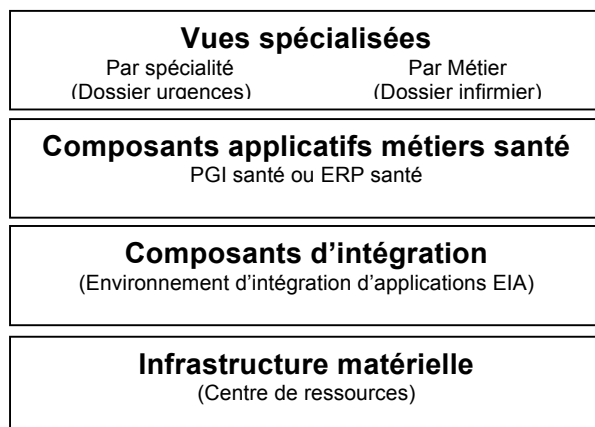 Vues spécialisées
Par spécialité Par Métier
(Dossier urgences) (Dossier infirmier)
Composants applicatifs métiers santé
PGI santé ou ERP santé
Composants d'intégration
(Environnement d'intégration d'applications EIA)
Infrastructure matérielle
(Centre de ressources)